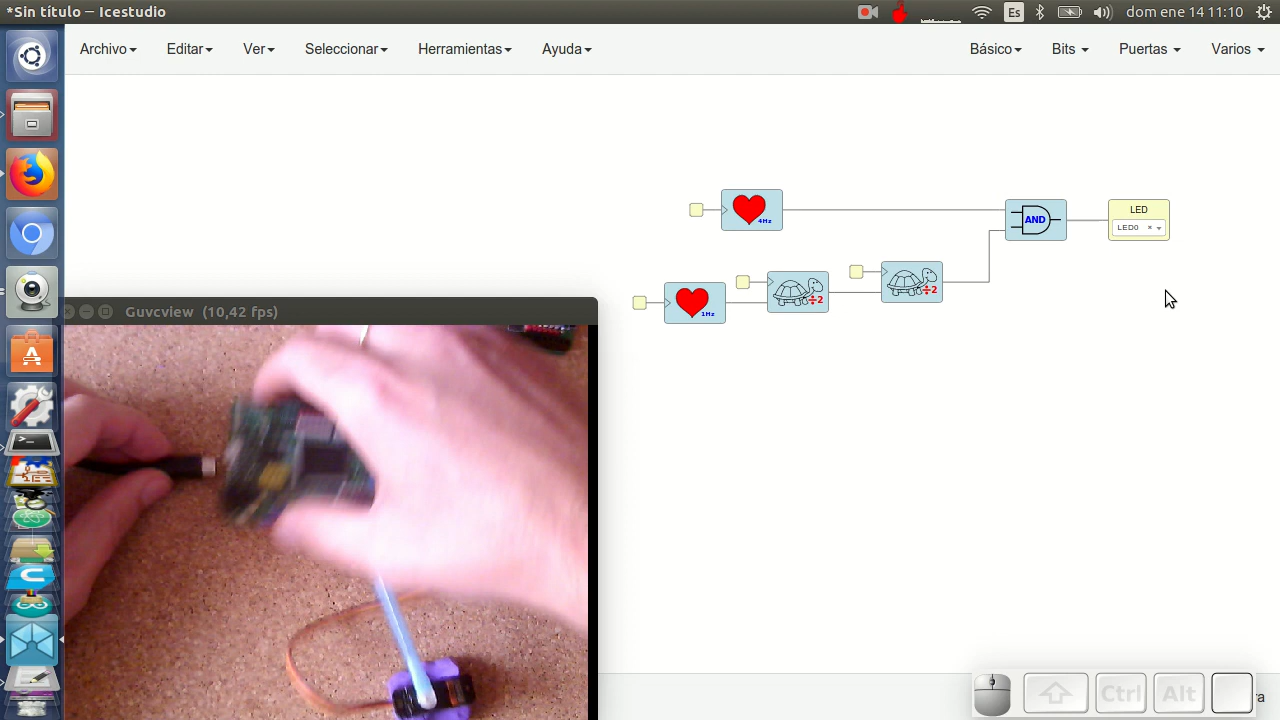 *Sin título — Icestudio
Es
dom ene 14 11:10
Archivo Editar Ver Seleccionar Herramientas Ayuda Básico Bits Puertas Varios
4Hz
AND
LED
LED0 ×
1Hz
÷2
÷2
Guvcview (10,42 fps)
Ctrl Alt